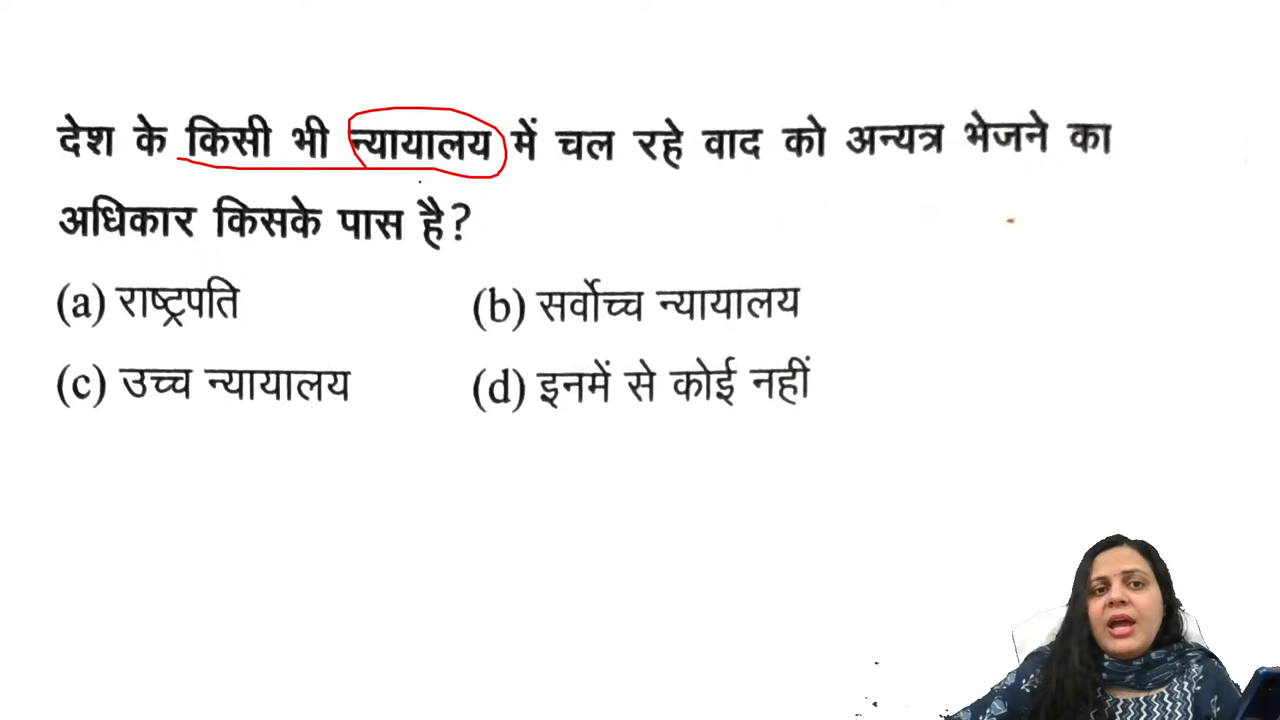 देश के किसी भी न्यायालय में चल रहे वाद को अन्यत्र भेजने का
अधिकार किसके पास है?
(a) राष्ट्रपति (b) सर्वोच्च न्यायालय
(c) उच्च न्यायालय (d) इनमें से कोई नहीं